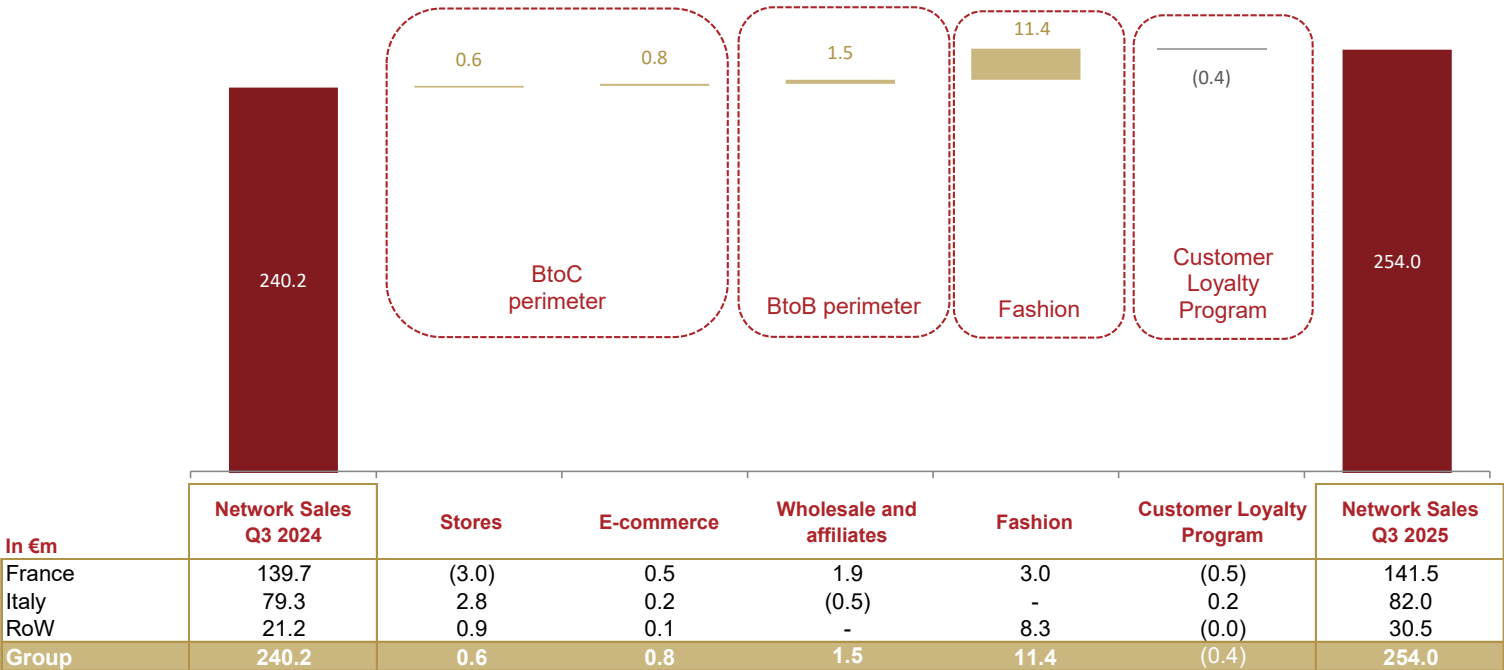 0.6
0.8
1.5
11.4
(0.4)
240.2
254.0
BtoC
perimeter
BtoB perimeter
Fashion
Customer
Loyalty
Program
In €m
Network Sales
Q3 2024
Stores
E-commerce
Wholesale and
affiliates
Fashion
Customer Loyalty
Program
Network Sales
Q3 2025
France 139.7 (3.0) 0.5 1.9 3.0 (0.5) 141.5
Italy 79.3 2.8 0.2 (0.5) - 0.2 82.0
RoW 21.2 0.9 0.1 - 8.3 (0.0) 30.5
Group 240.2 0.6 0.8 1.5 11.4 (0.4) 254.0